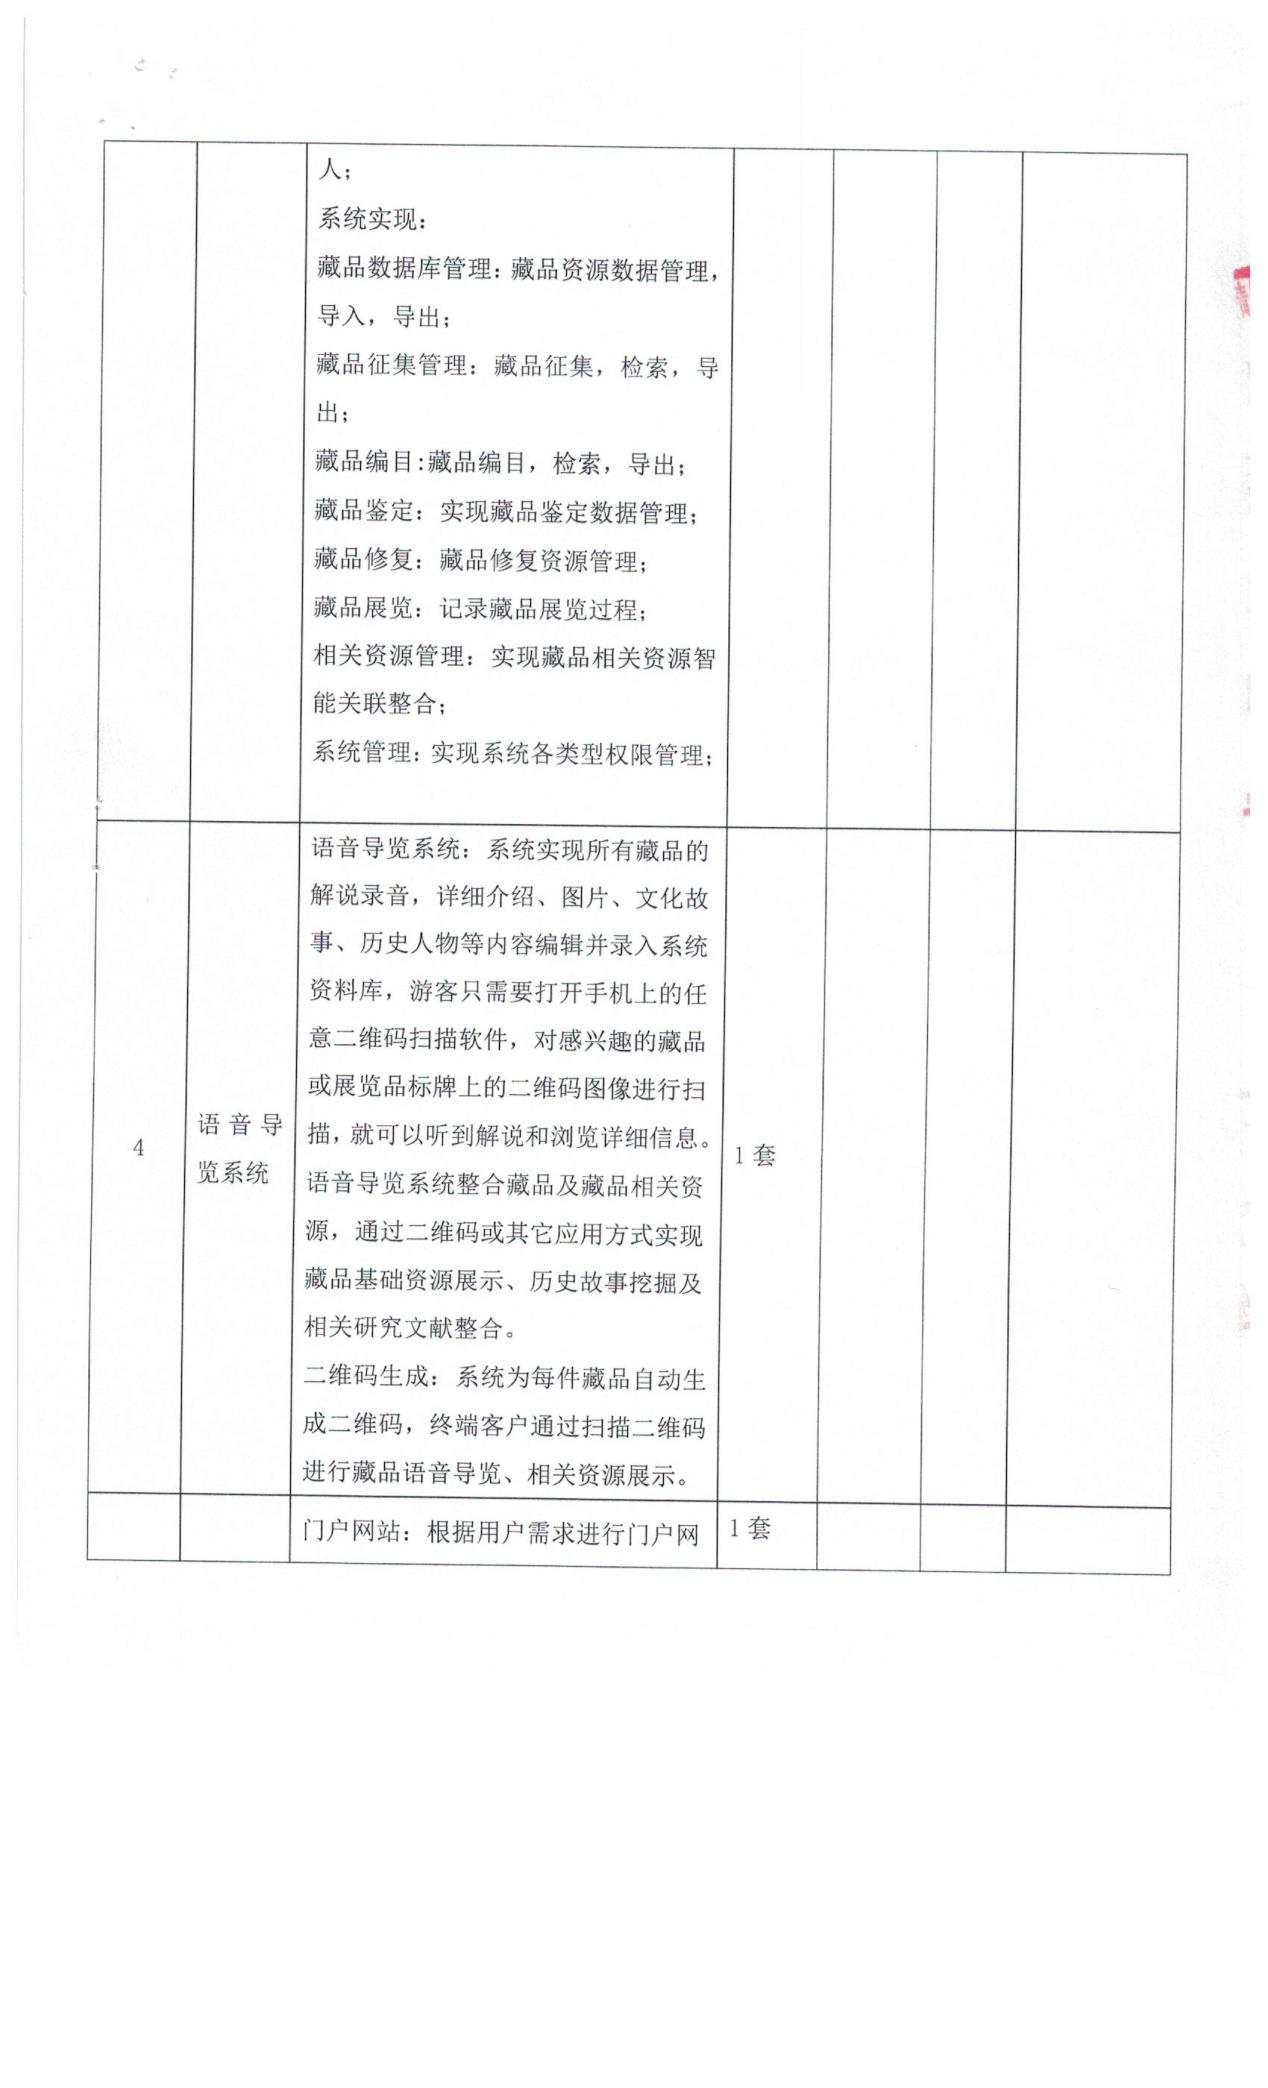 人；
系统实现：
藏品数据库管理：藏品资源数据管理，
导入，导出；
藏品征集管理：藏品征集，检索，导
出；
藏品编目:藏品编目，检索，导出；
藏品鉴定：实现藏品鉴定数据管理；
藏品修复：藏品修复资源管理；
藏品展览：记录藏品展览过程；
相关资源管理：实现藏品相关资源智
能关联整合；
系统管理：实现系统各类型权限管理；
4
语音导
览系统
语音导览系统：系统实现所有藏品的
解说录音，详细介绍、图片、文化故
事、历史人物等内容编辑并录入系统
资料库，游客只需要打开手机上的任
意二维码扫描软件，对感兴趣的藏品
或展览品标牌上的二维码图像进行扫
描，就可以听到解说和浏览详细信息。
语音导览系统整合藏品及藏品相关资
源，通过二维码或其它应用方式实现
藏品基础资源展示、历史故事挖掘及
相关研究文献整合。
二维码生成：系统为每件藏品自动生
成二维码，终端客户通过扫描二维码
进行藏品语音导览、相关资源展示。
1套
门户网站：根据用户需求进行门户网
1套